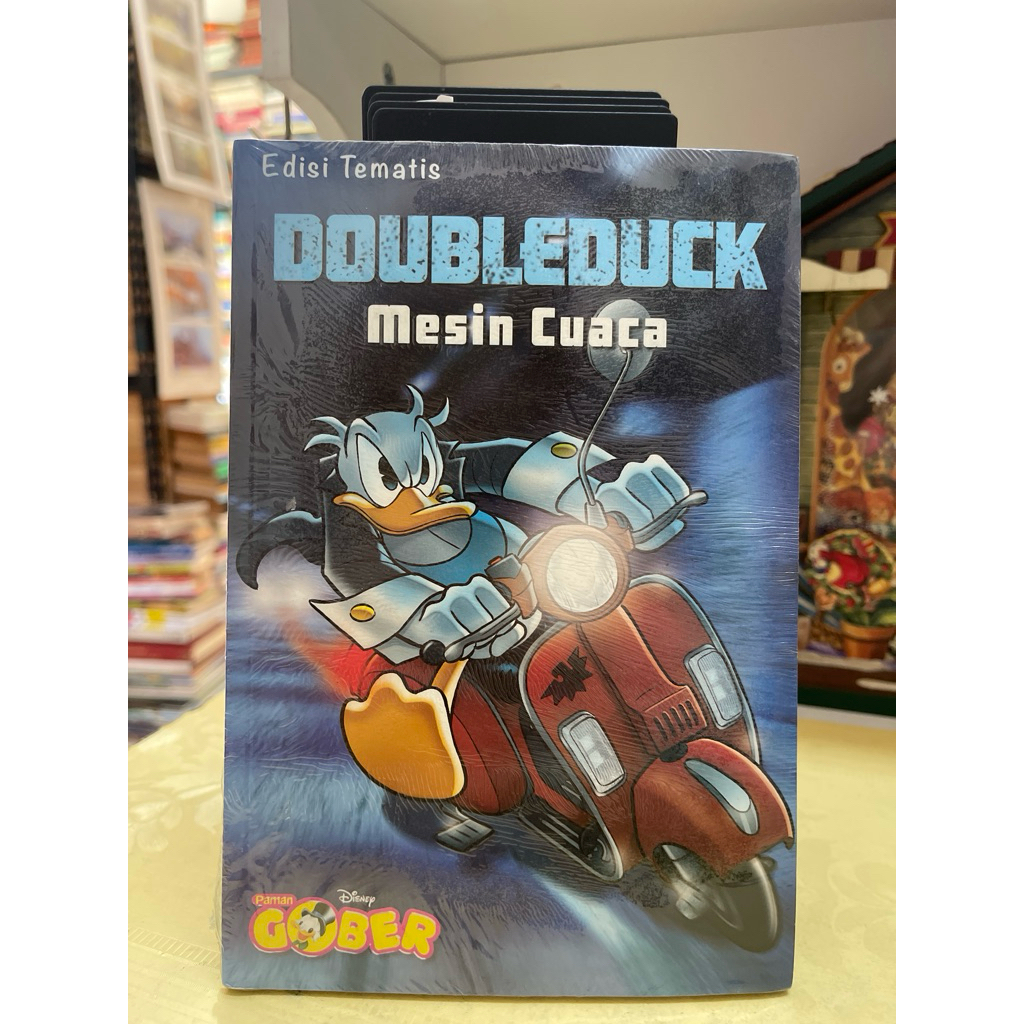 Edisi Tematis
DOUBLEDUCK
Mesin Cuaca
Paman
Disney
GOBER